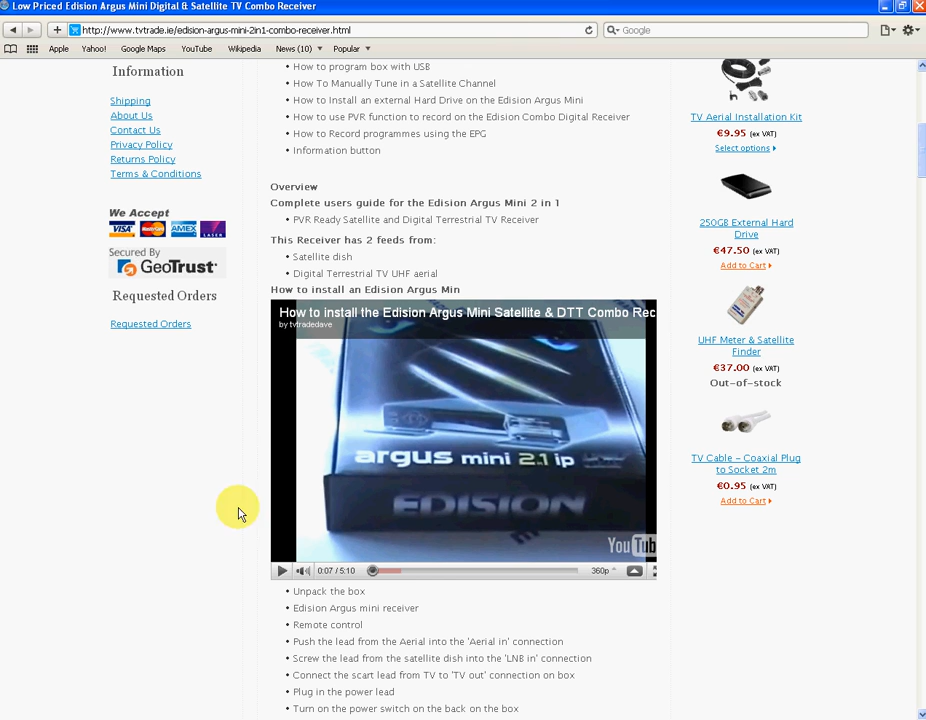 Low Priced Edision Argus Mini Digital & Satellite TV Combo Receiver
http://www.tvtrade.ie/edision-argus-mini-2in1-combo-receiver.html
Google
Apple Yahoo! Google Maps YouTube Wikipedia News (10) Popular
Information
Shipping
About Us
Contact Us
Privacy Policy
Returns Policy
Terms & Conditions
We Accept
VISA MasterCard AMEX LASER
Secured By
GeoTrust
Requested Orders
Requested Orders
• How to program box with USB
• How To Manually Tune in a Satellite Channel
• How to Install an external Hard Drive on the Edision Argus Mini
• How to use PVR function to record on the Edision Combo Digital Receiver
• How to Record programmes using the EPG
• Information button
Overview
Complete users guide for the Edision Argus Mini 2 in 1
• PVR Ready Satellite and Digital Terrestrial TV Receiver
This Receiver has 2 feeds from:
• Satellite dish
• Digital Terrestrial TV UHF aerial
How to install an Edision Argus Min
How to install the Edision Argus Mini Satellite & DTT Combo Rec
by tvtradedave
argus mini 2in1 ip
EDISION
YouTub
0:07 / 5:10
360p
• Unpack the box
• Edision Argus mini receiver
• Remote control
• Push the lead from the Aerial into the 'Aerial in' connection
• Screw the lead from the satellite dish into the 'LNB in' connection
• Connect the scart lead from TV to 'TV out' connection on box
• Plug in the power lead
• Turn on the power switch on the back on the box
TV Aerial Installation Kit
€9.95 (ex VAT)
Select options
250GB External Hard
Drive
€47.50 (ex VAT)
Add to Cart
UHF Meter & Satellite
Finder
€37.00 (ex VAT)
Out-of-stock
TV Cable – Coaxial Plug
to Socket 2m
€0.95 (ex VAT)
Add to Cart